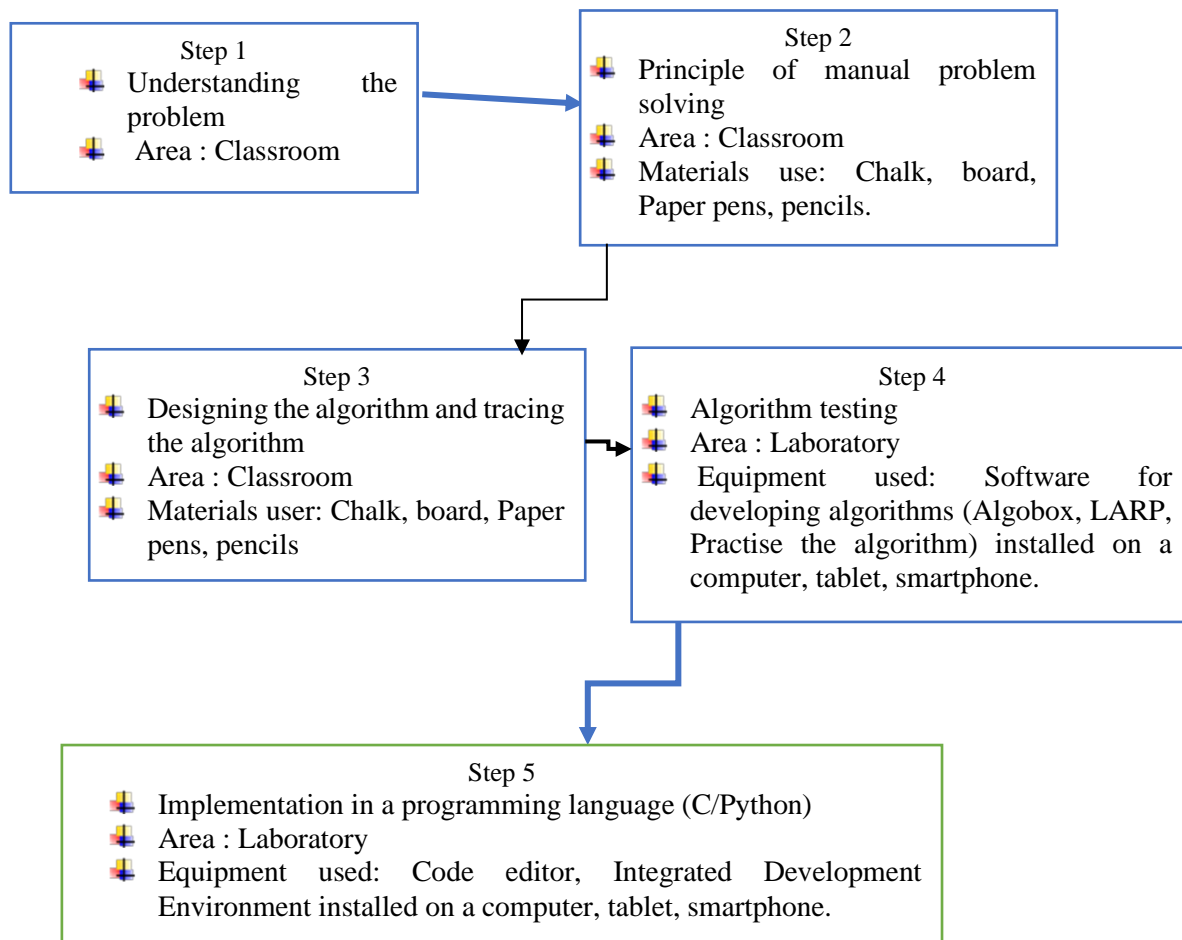 Step 1
Understanding the
problem
Area : Classroom
Step 2
Principle of manual problem
solving
Area : Classroom
Materials use: Chalk, board,
Paper pens, pencils.
Step 3
Designing the algorithm and tracing
the algorithm
Area : Classroom
Materials user: Chalk, board, Paper
pens, pencils
Step 4
Algorithm testing
Area : Laboratory
Equipment used: Software for
developing algorithms (Algobox, LARP,
Practise the algorithm) installed on a
computer, tablet, smartphone.
Step 5
Implementation in a programming language (C/Python)
Area : Laboratory
Equipment used: Code editor, Integrated Development
Environment installed on a computer, tablet, smartphone.